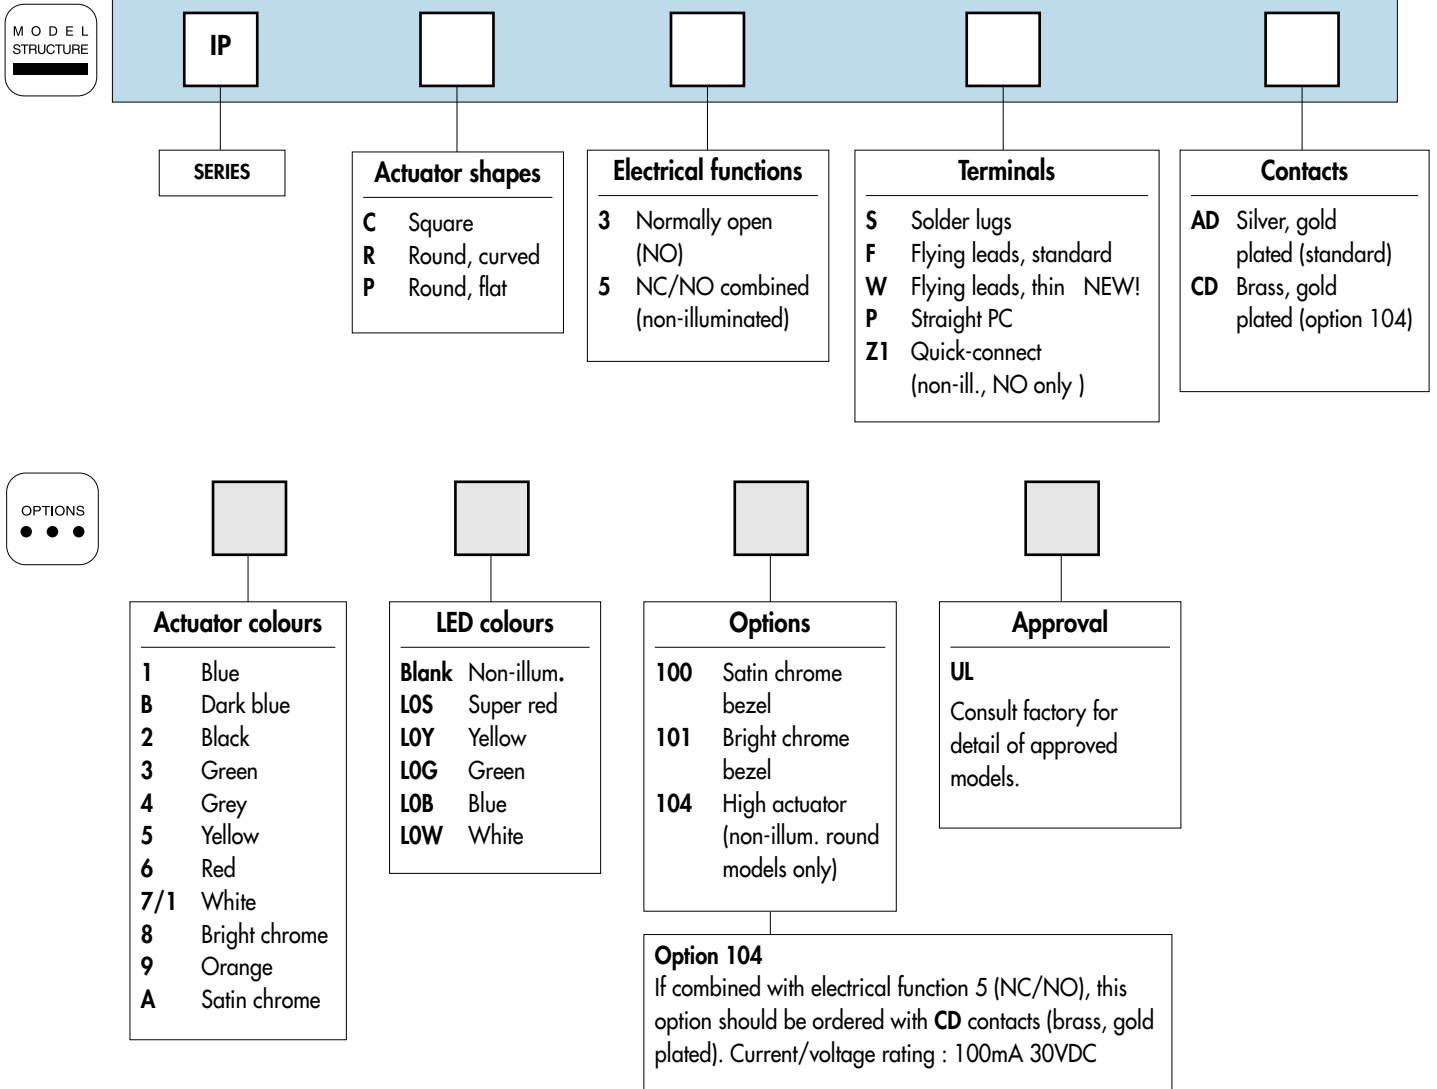 MODEL
STRUCTURE
IP
SERIES
Actuator shapes
C Square
R Round, curved
P Round, flat
Electrical functions
3 Normally open
(NO)
5 NC/NO combined
(non-illuminated)
Terminals
S Solder lugs
F Flying leads, standard
W Flying leads, thin NEW!
P Straight PC
Z1 Quick-connect
(non-ill., NO only )
Contacts
AD Silver, gold
plated (standard)
CD Brass, gold
plated (option 104)
OPTIONS
Actuator colours
1 Blue
B Dark blue
2 Black
3 Green
4 Grey
5 Yellow
6 Red
7/1 White
8 Bright chrome
9 Orange
A Satin chrome
LED colours
Blank Non-illum.
L0S Super red
L0Y Yellow
L0G Green
L0B Blue
L0W White
Options
100 Satin chrome
bezel
101 Bright chrome
bezel
104 High actuator
(non-illum. round
models only)
Approval
UL
Consult factory for
detail of approved
models.
Option 104
If combined with electrical function 5 (NC/NO), this
option should be ordered with CD contacts (brass, gold
plated). Current/voltage rating : 100mA 30VDC